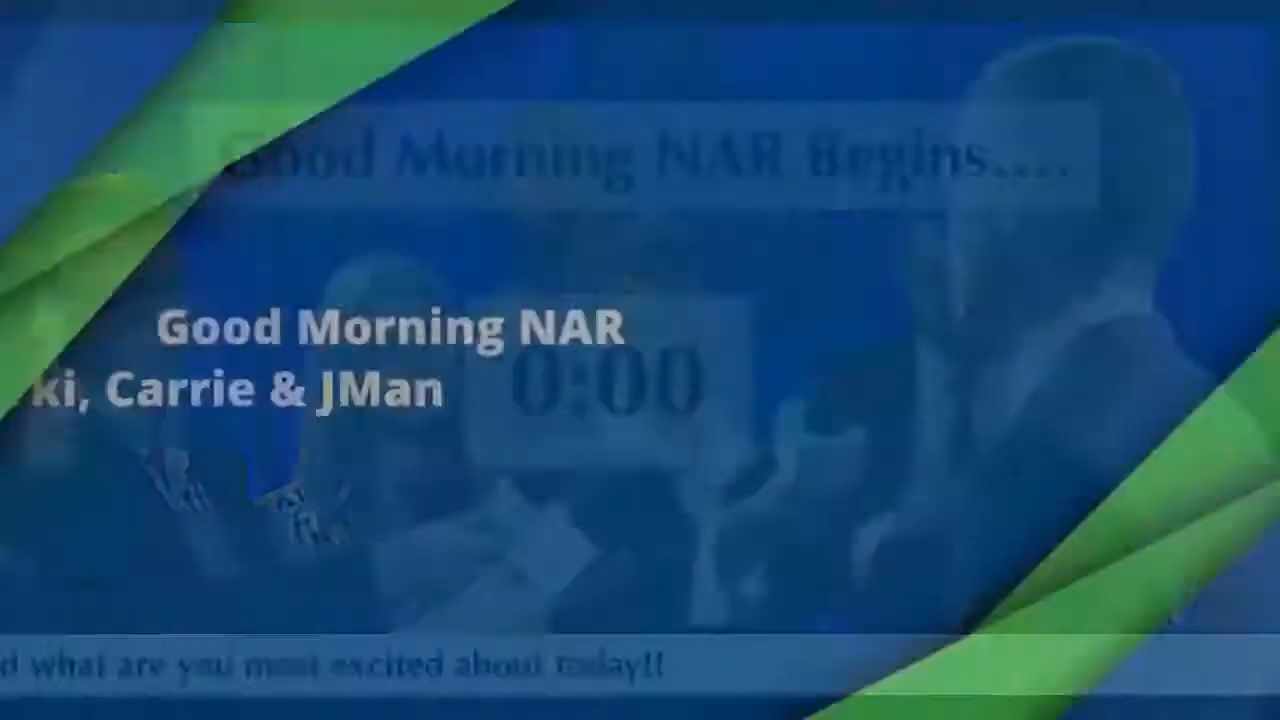 Good Morning NAR Begins....
Good Morning NAR
ki, Carrie & JMan
0:00
d what are you most excited about today!!